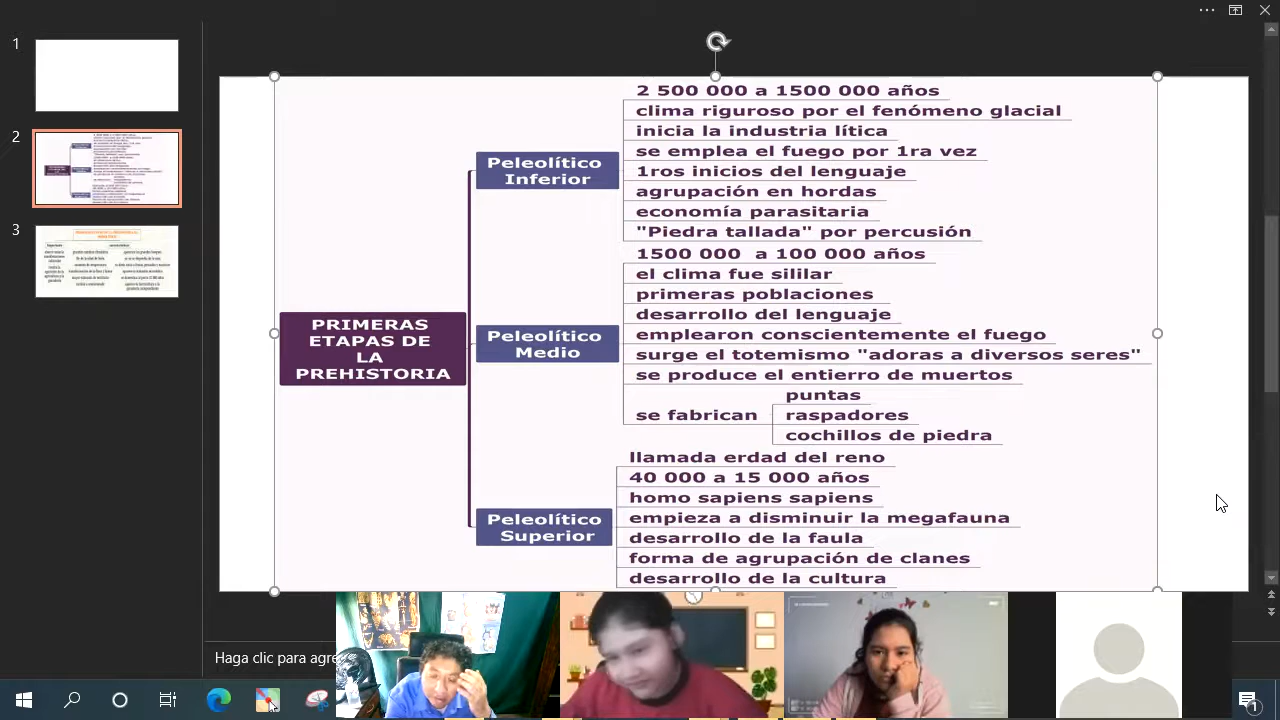 1
2
3
PRIMERAS
ETAPAS DE
LA
PREHISTORIA
Peleolítico
Inferior
2 500 000 a 1500 000 años
clima riguroso por el fenómeno glacial
inicia la industria lítica
se emplea el fuego por 1ra vez
1ros inicios del lenguaje
agrupación en hordas
economía parasitaria
"Piedra tallada" por percusión
Peleolítico
Medio
1500 000 a 100 000 años
el clima fue sillar
primeras poblaciones
desarrollo del lenguaje
emplearon conscientemente el fuego
surge el totemismo "adoras a diversos seres"
se produce el entierro de muertos
se fabrican
puntas
raspadores
cochillos de piedra
Peleolítico
Superior
llamada erdad del reno
40 000 a 15 000 años
homo sapiens sapiens
empieza a disminuir la megafauna
desarrollo de la faula
forma de agrupación de clanes
desarrollo de la cultura
Haga clic para agre
1